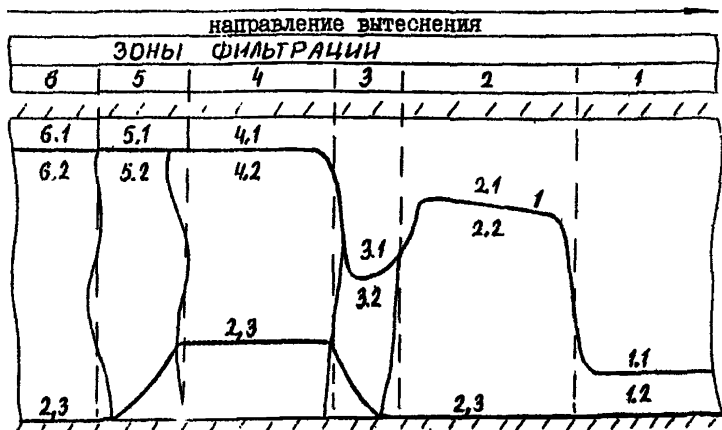 направление вытеснения
ЗОНЫ ФИЛЬТРАЦИИ
6 5 4 3 2 1
6.1 5.1 4.1
6.2 5.2 4.2
2.1 1
2.2
3.1
3.2
2,3
1.1
2,3 2,3 1.2